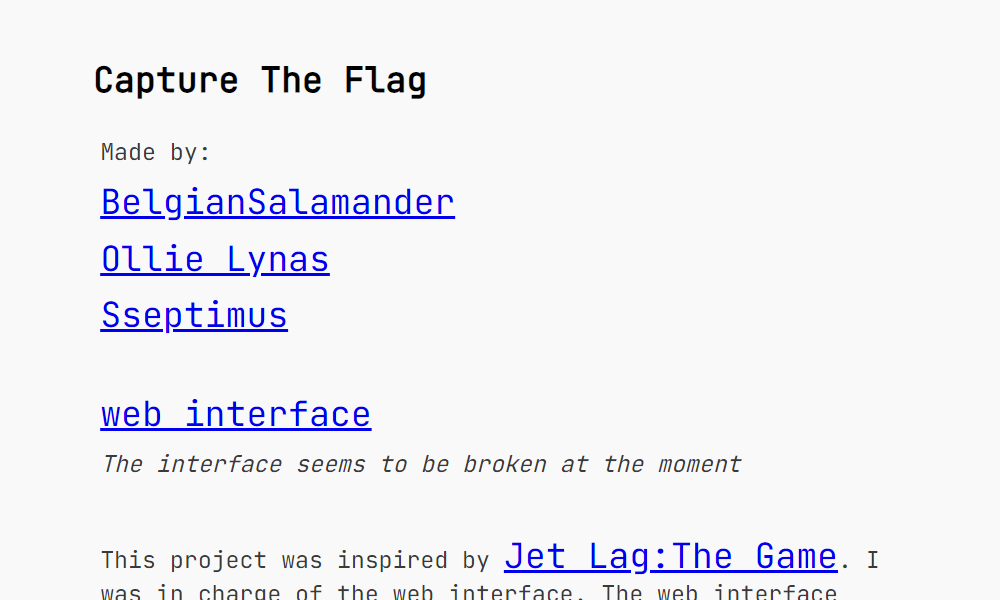 Capture The Flag
Made by:
BelgianSalamander
Ollie Lynas
Sseptimus
web interface
The interface seems to be broken at the moment
This project was inspired by Jet Lag:The Game. I
was in charge of the web interface. The web interface